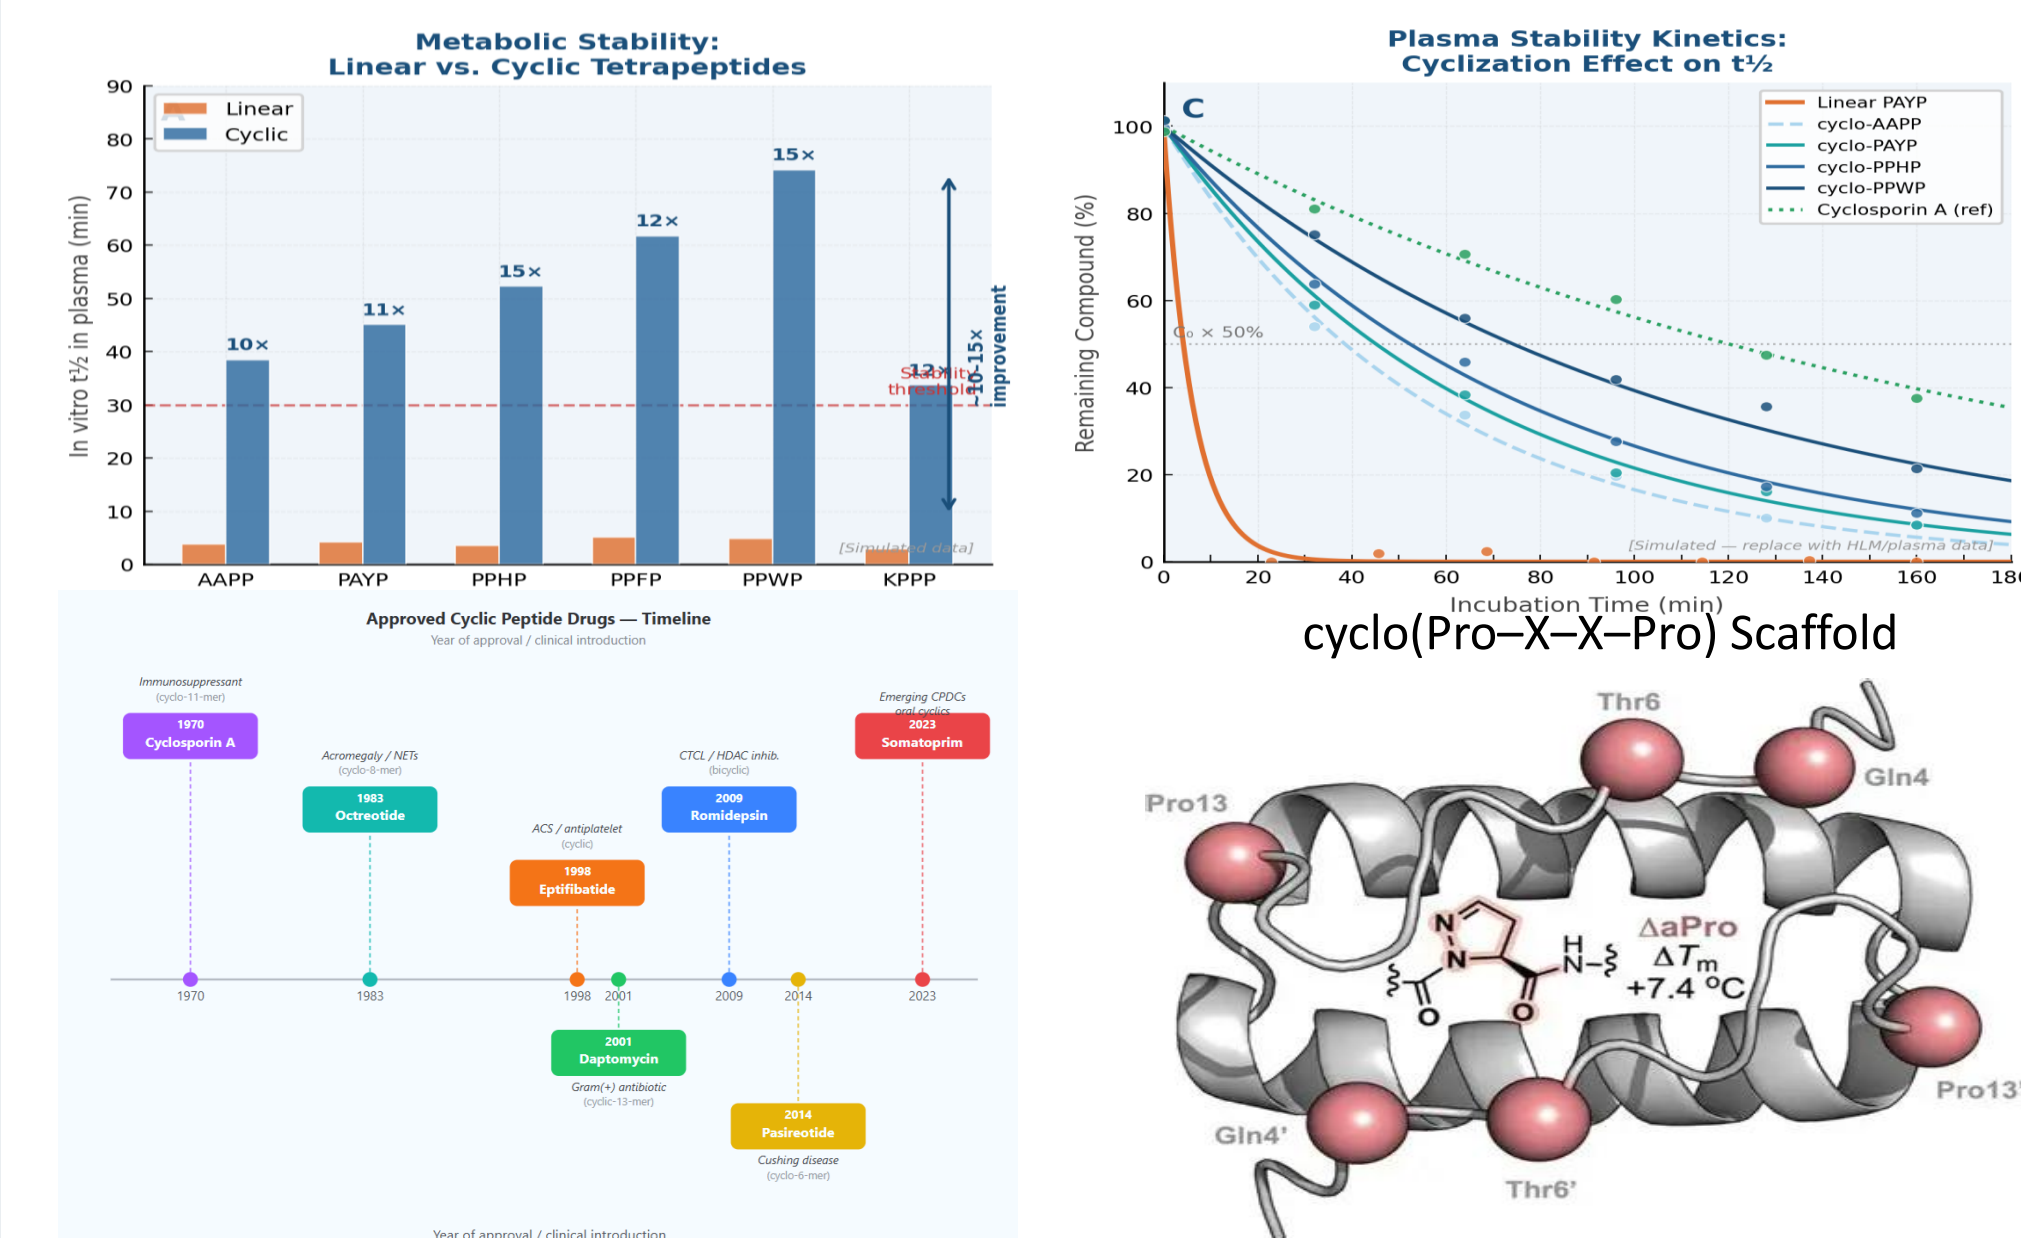 Metabolic Stability:
Linear vs. Cyclic Tetrapeptides
In vitro t½ in plasma (min)
90
80
70
60
50
40
30
20
10
0
A
Linear
Cyclic
10×
11×
15×
12×
15×
12×
Stability
threshold
~10–15×
improvement
[Simulated data]
AAPP
PAYP
PPHP
PPFP
PPWP
KPPP
Plasma Stability Kinetics:
Cyclization Effect on t½
C
Remaining Compound (%)
100
80
60
40
20
0
Linear PAYP
cyclo-AAPP
cyclo-PAYP
cyclo-PPHP
cyclo-PPWP
Cyclosporin A (ref)
C₀ × 50%
[Simulated — replace with HLM/plasma data]
0 20 40 60 80 100 120 140 160 180
Incubation Time (min)
Approved Cyclic Peptide Drugs — Timeline
Year of approval / clinical introduction
Immunosuppressant
(cyclo-11-mer)
1970
Cyclosporin A
Acromegaly / NETs
(cyclo-8-mer)
1983
Octreotide
ACS / antiplatelet
(cyclic)
1998
Eptifibatide
CTCL / HDAC inhib.
(bicyclic)
2009
Romidepsin
Emerging CPDCs
oral cyclics
2023
Somatoprim
1970 1983 1998 2001 2009 2014 2023
2001
Daptomycin
Gram(+) antibiotic
(cyclic-13-mer)
2014
Pasireotide
Cushing disease
(cyclo-6-mer)
Year of approval / clinical introduction
cyclo(Pro–X–X–Pro) Scaffold
Thr6
Gln4
Pro13
N
N
H
N
O
O
ΔaPro
ΔTm
+7.4 ºC
Pro13'
Gln4'
Thr6'